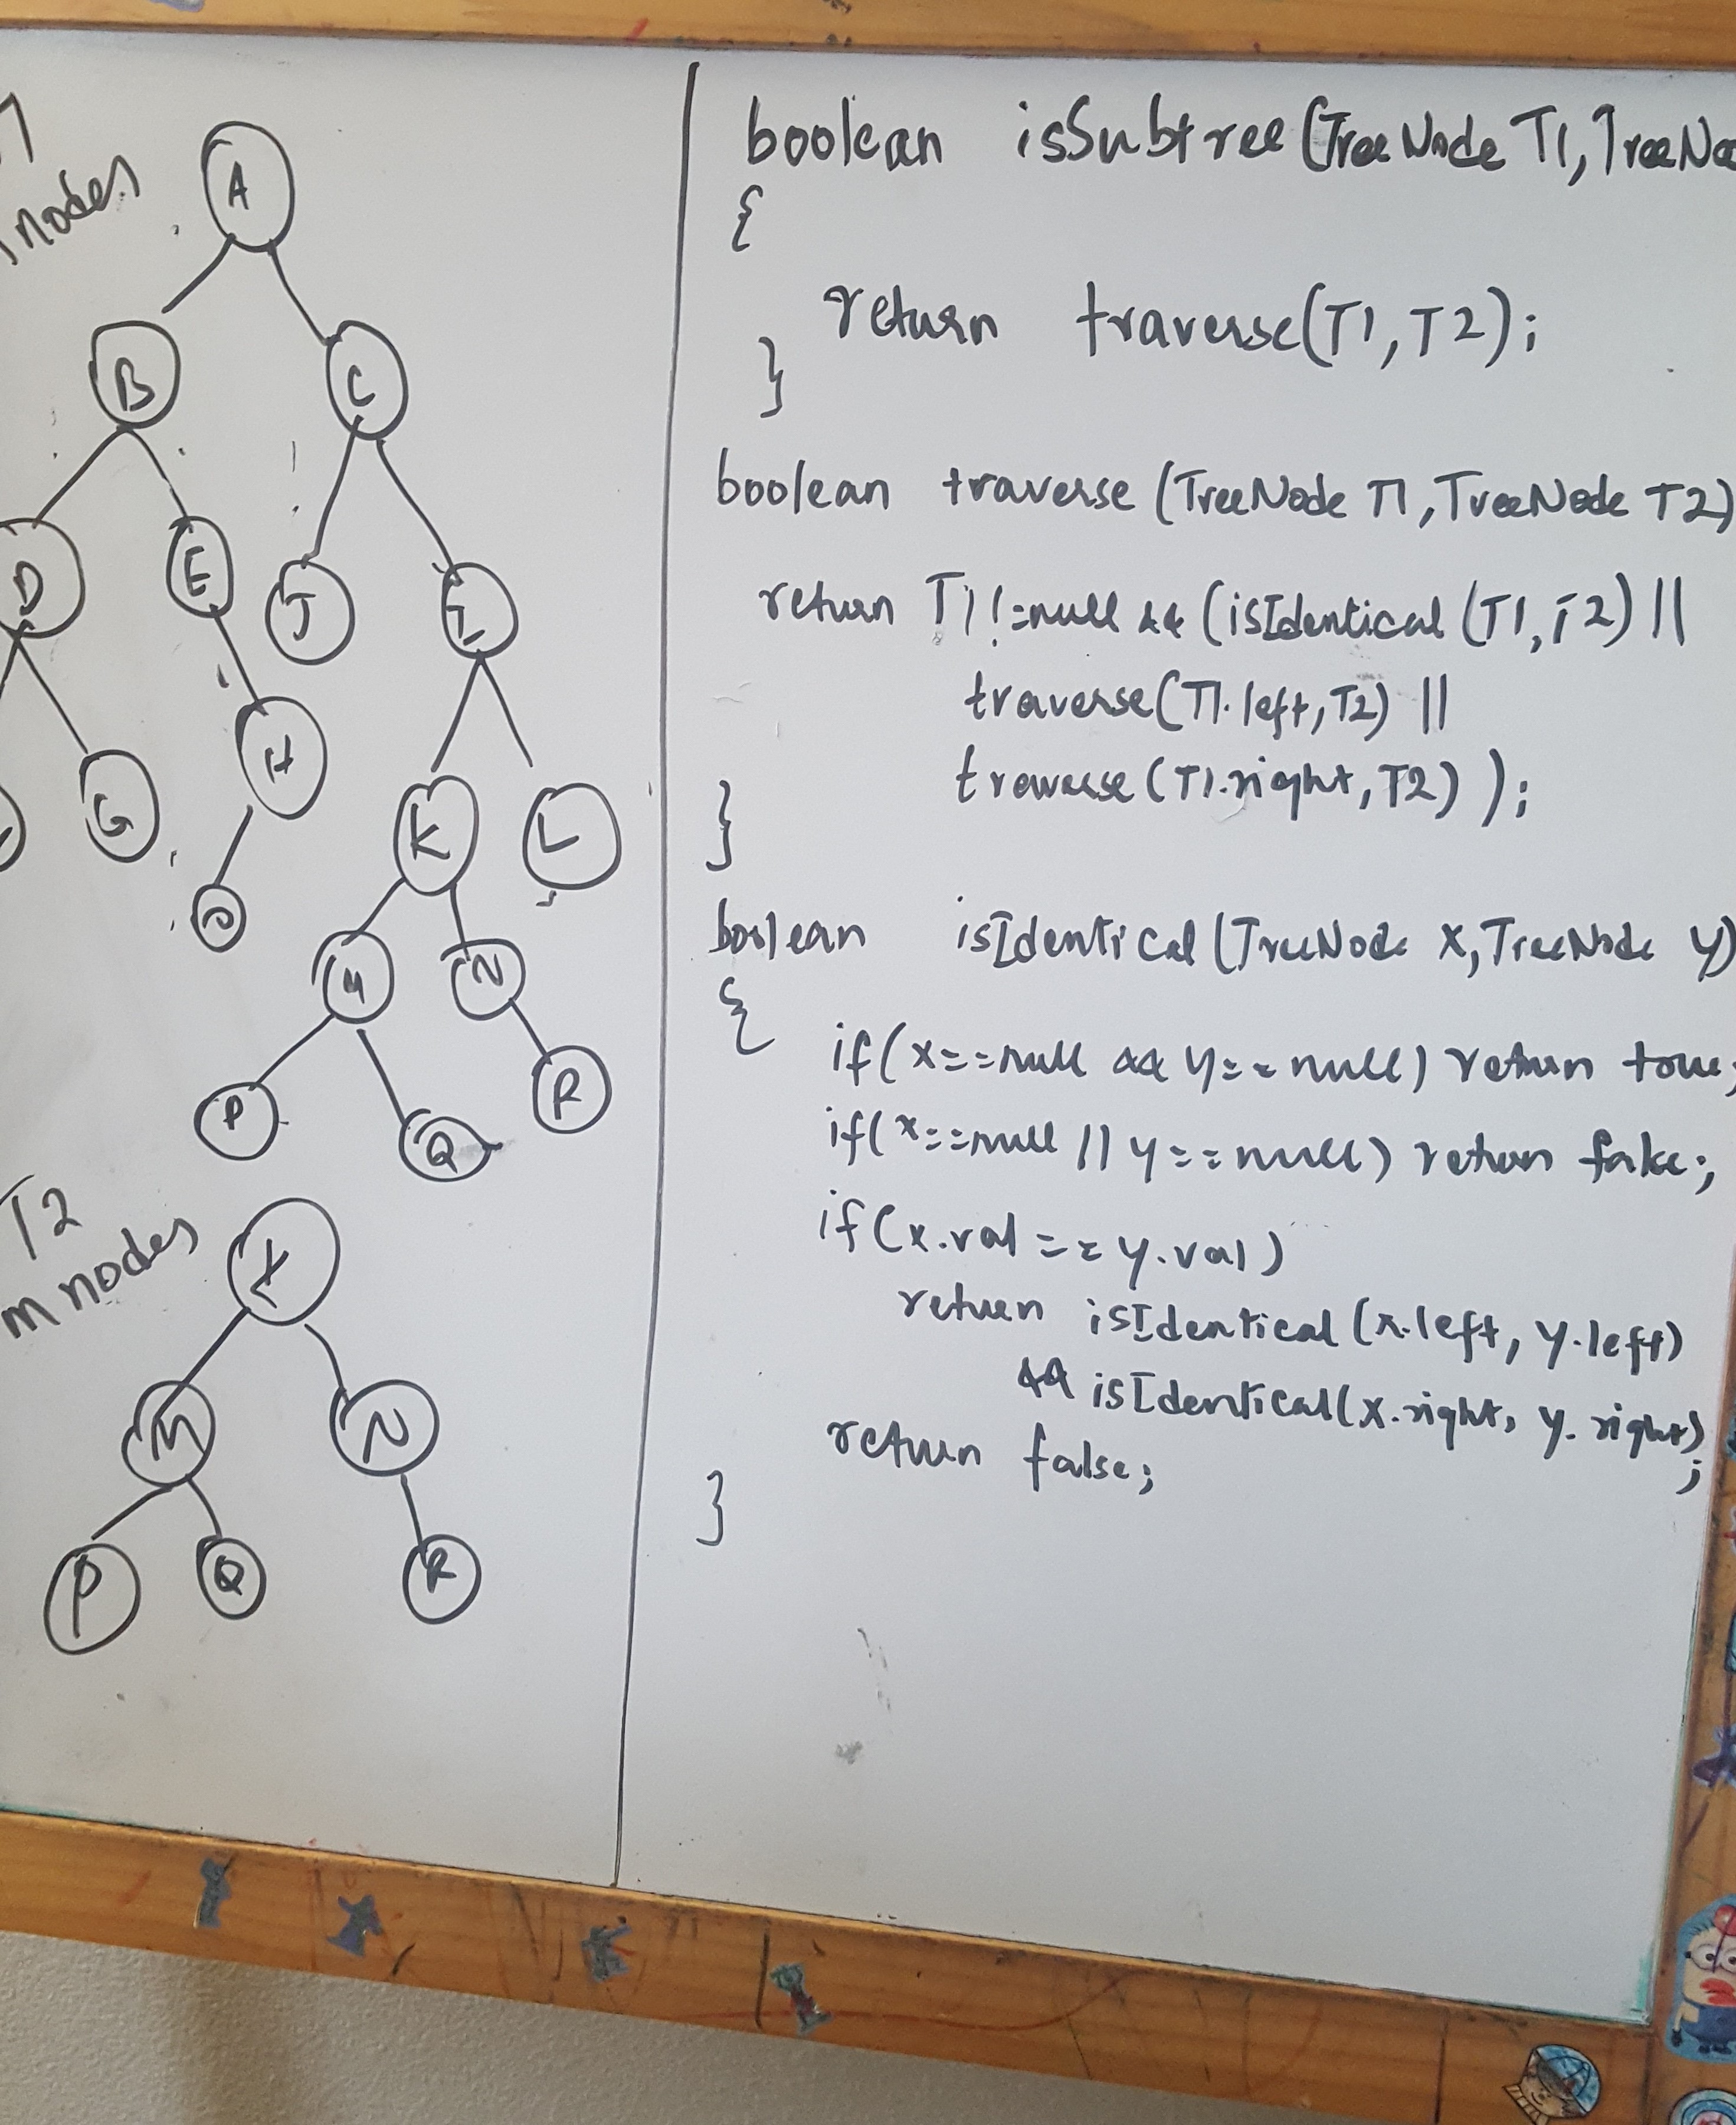 nodes
A
B
C
D
E
J
I
G
H
K
L
O
M
N
P
Q
R
T2
m nodes
K
M
N
P
Q
R
boolean isSubtree (TreeNode T1, TreeNo
{
return traverse(T1, T2);
}
boolean traverse (TreeNode T1, TreeNode T2)
return T1 != null && (isIdentical (T1, T2) ||
traverse(T1.left, T2) ||
traverse (T1.right, T2) );
}
boolean isIdentical (TreeNode x, TreeNode y)
{
if (x==null && y==null) return true;
if (x==null || y==null) return false;
if (x.val == y.val)
return isIdentical (x.left, y.left)
&& isIdentical(x.right, y.right)
;
return false;
}